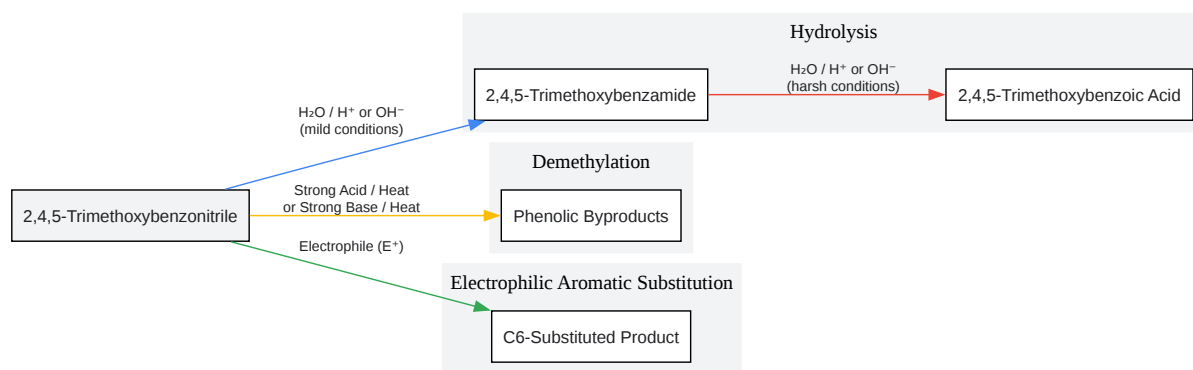 Hydrolysis
H₂O / H⁺ or OH⁻
(harsh conditions)
2,4,5-Trimethoxybenzamide
2,4,5-Trimethoxybenzoic Acid
H₂O / H⁺ or OH⁻
(mild conditions)
Demethylation
Strong Acid / Heat
or Strong Base / Heat
2,4,5-Trimethoxybenzonitrile
Phenolic Byproducts
Electrophile (E⁺)
Electrophilic Aromatic Substitution
C6-Substituted Product